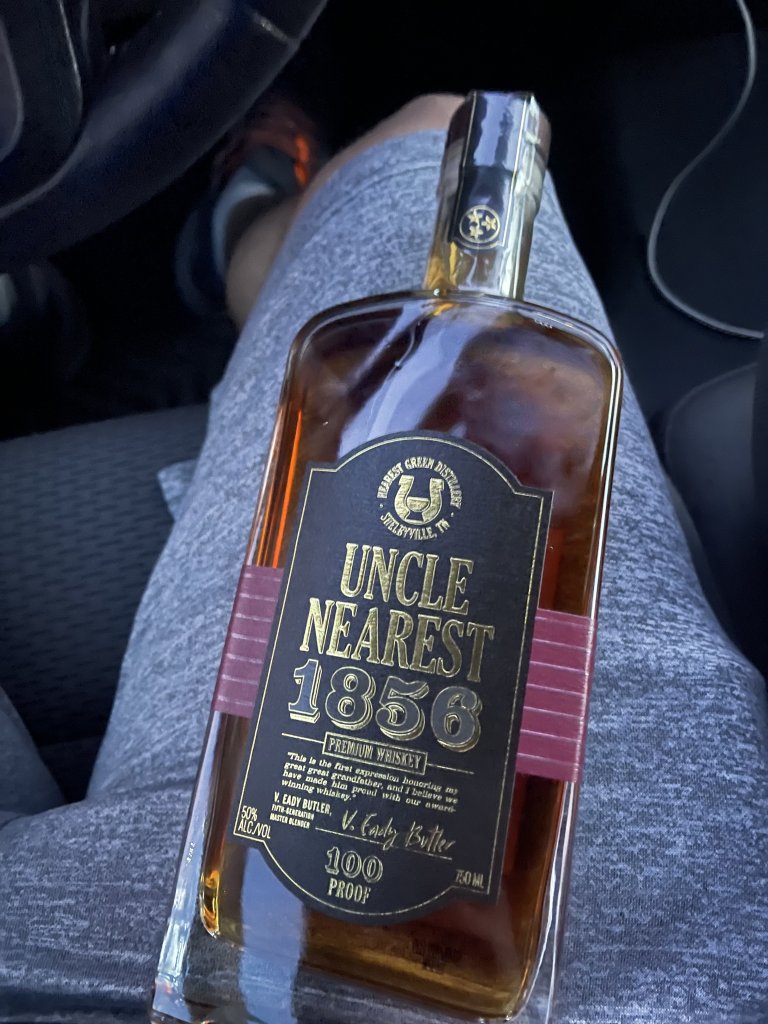 NEAREST GREEN DISTILLERY
SHELBYVILLE, TN
UNCLE
NEAREST
1856
PREMIUM WHISKEY
"This is the first expression honoring my
great great grandfather, and I believe we
have made him proud with our award-
winning whiskey."
V. EADY BUTLER,
FIFTH-GENERATION
MASTER BLENDER
V. Eady Butler
50%
ALC./VOL
100
PROOF
750 ML